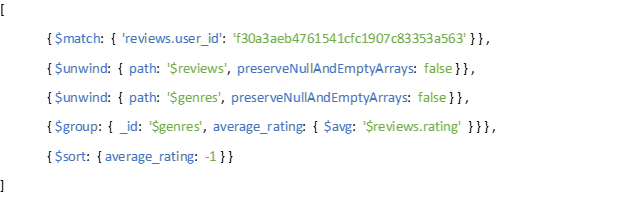 [
{ $match: { 'reviews.user_id': 'f30a3aeb4761541cfc1907c83353a563' } },
{ $unwind: { path: '$reviews', preserveNullAndEmptyArrays: false } },
{ $unwind: { path: '$genres', preserveNullAndEmptyArrays: false } },
{ $group: { _id: '$genres', average_rating: { $avg: '$reviews.rating' } } },
{ $sort: { average_rating: -1 } }
]